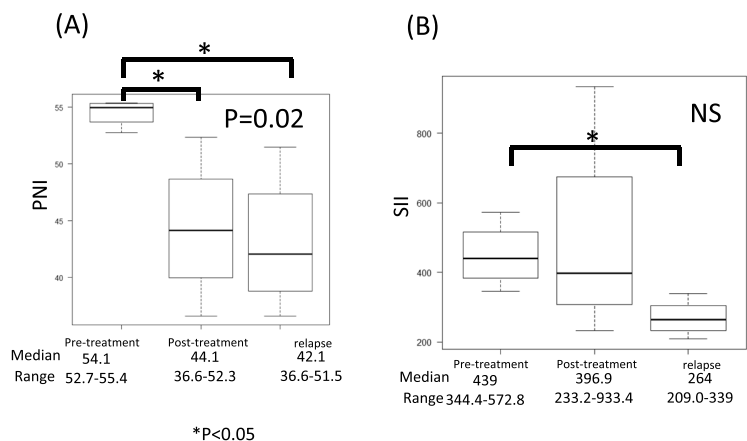 (A)
*
*
P=0.02
PNI
55
50
45
40
Pre-treatment Post-treatment relapse
Median 54.1 44.1 42.1
Range 52.7-55.4 36.6-52.3 36.6-51.5
*P<0.05
(B)
NS
*
SII
800
600
400
200
Pre-treatment Post-treatment relapse
Median 439 396.9 264
Range 344.4-572.8 233.2-933.4 209.0-339